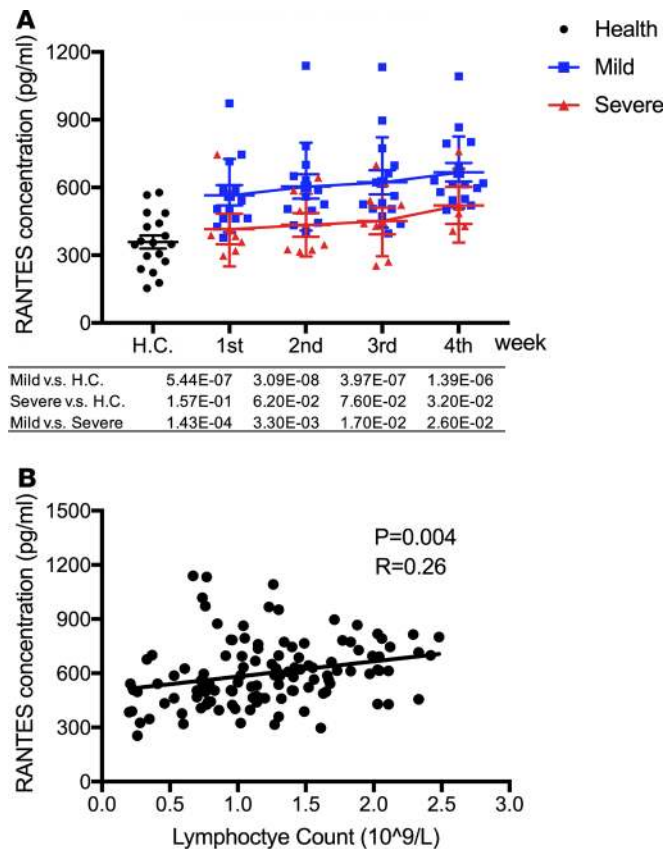 A
Health
Mild
Severe
RANTES concentration (pg/ml)
1200
900
600
300
0
H.C. 1st 2nd 3rd 4th week
Mild v.s. H.C. 5.44E-07 3.09E-08 3.97E-07 1.39E-06
Severe v.s. H.C. 1.57E-01 6.20E-02 7.60E-02 3.20E-02
Mild v.s. Severe 1.43E-04 3.30E-03 1.70E-02 2.60E-02
B
RANTES concentration (pg/ml)
1500
1200
900
600
300
0
P=0.004
R=0.26
0.0 0.5 1.0 1.5 2.0 2.5 3.0
Lymphoctye Count (10^9/L)